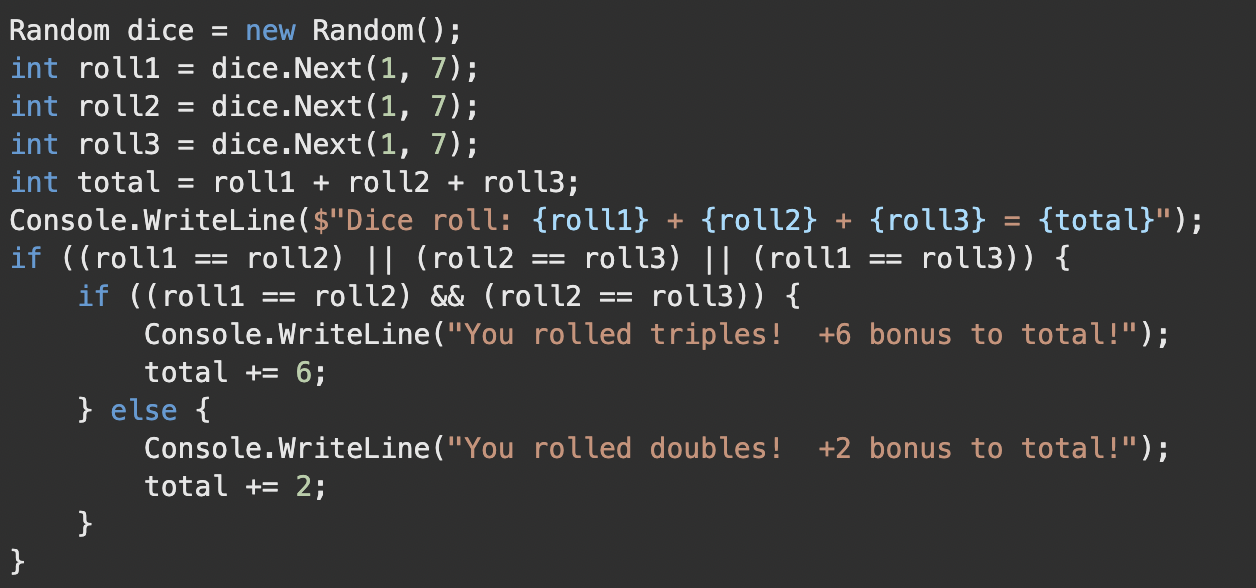 Random dice = new Random();
int roll1 = dice.Next(1, 7);
int roll2 = dice.Next(1, 7);
int roll3 = dice.Next(1, 7);
int total = roll1 + roll2 + roll3;
Console.WriteLine($"Dice roll: {roll1} + {roll2} + {roll3} = {total}");
if ((roll1 == roll2) || (roll2 == roll3) || (roll1 == roll3)) {
    if ((roll1 == roll2) && (roll2 == roll3)) {
        Console.WriteLine("You rolled triples!  +6 bonus to total!");
        total += 6;
    } else {
        Console.WriteLine("You rolled doubles!  +2 bonus to total!");
        total += 2;
    }
}